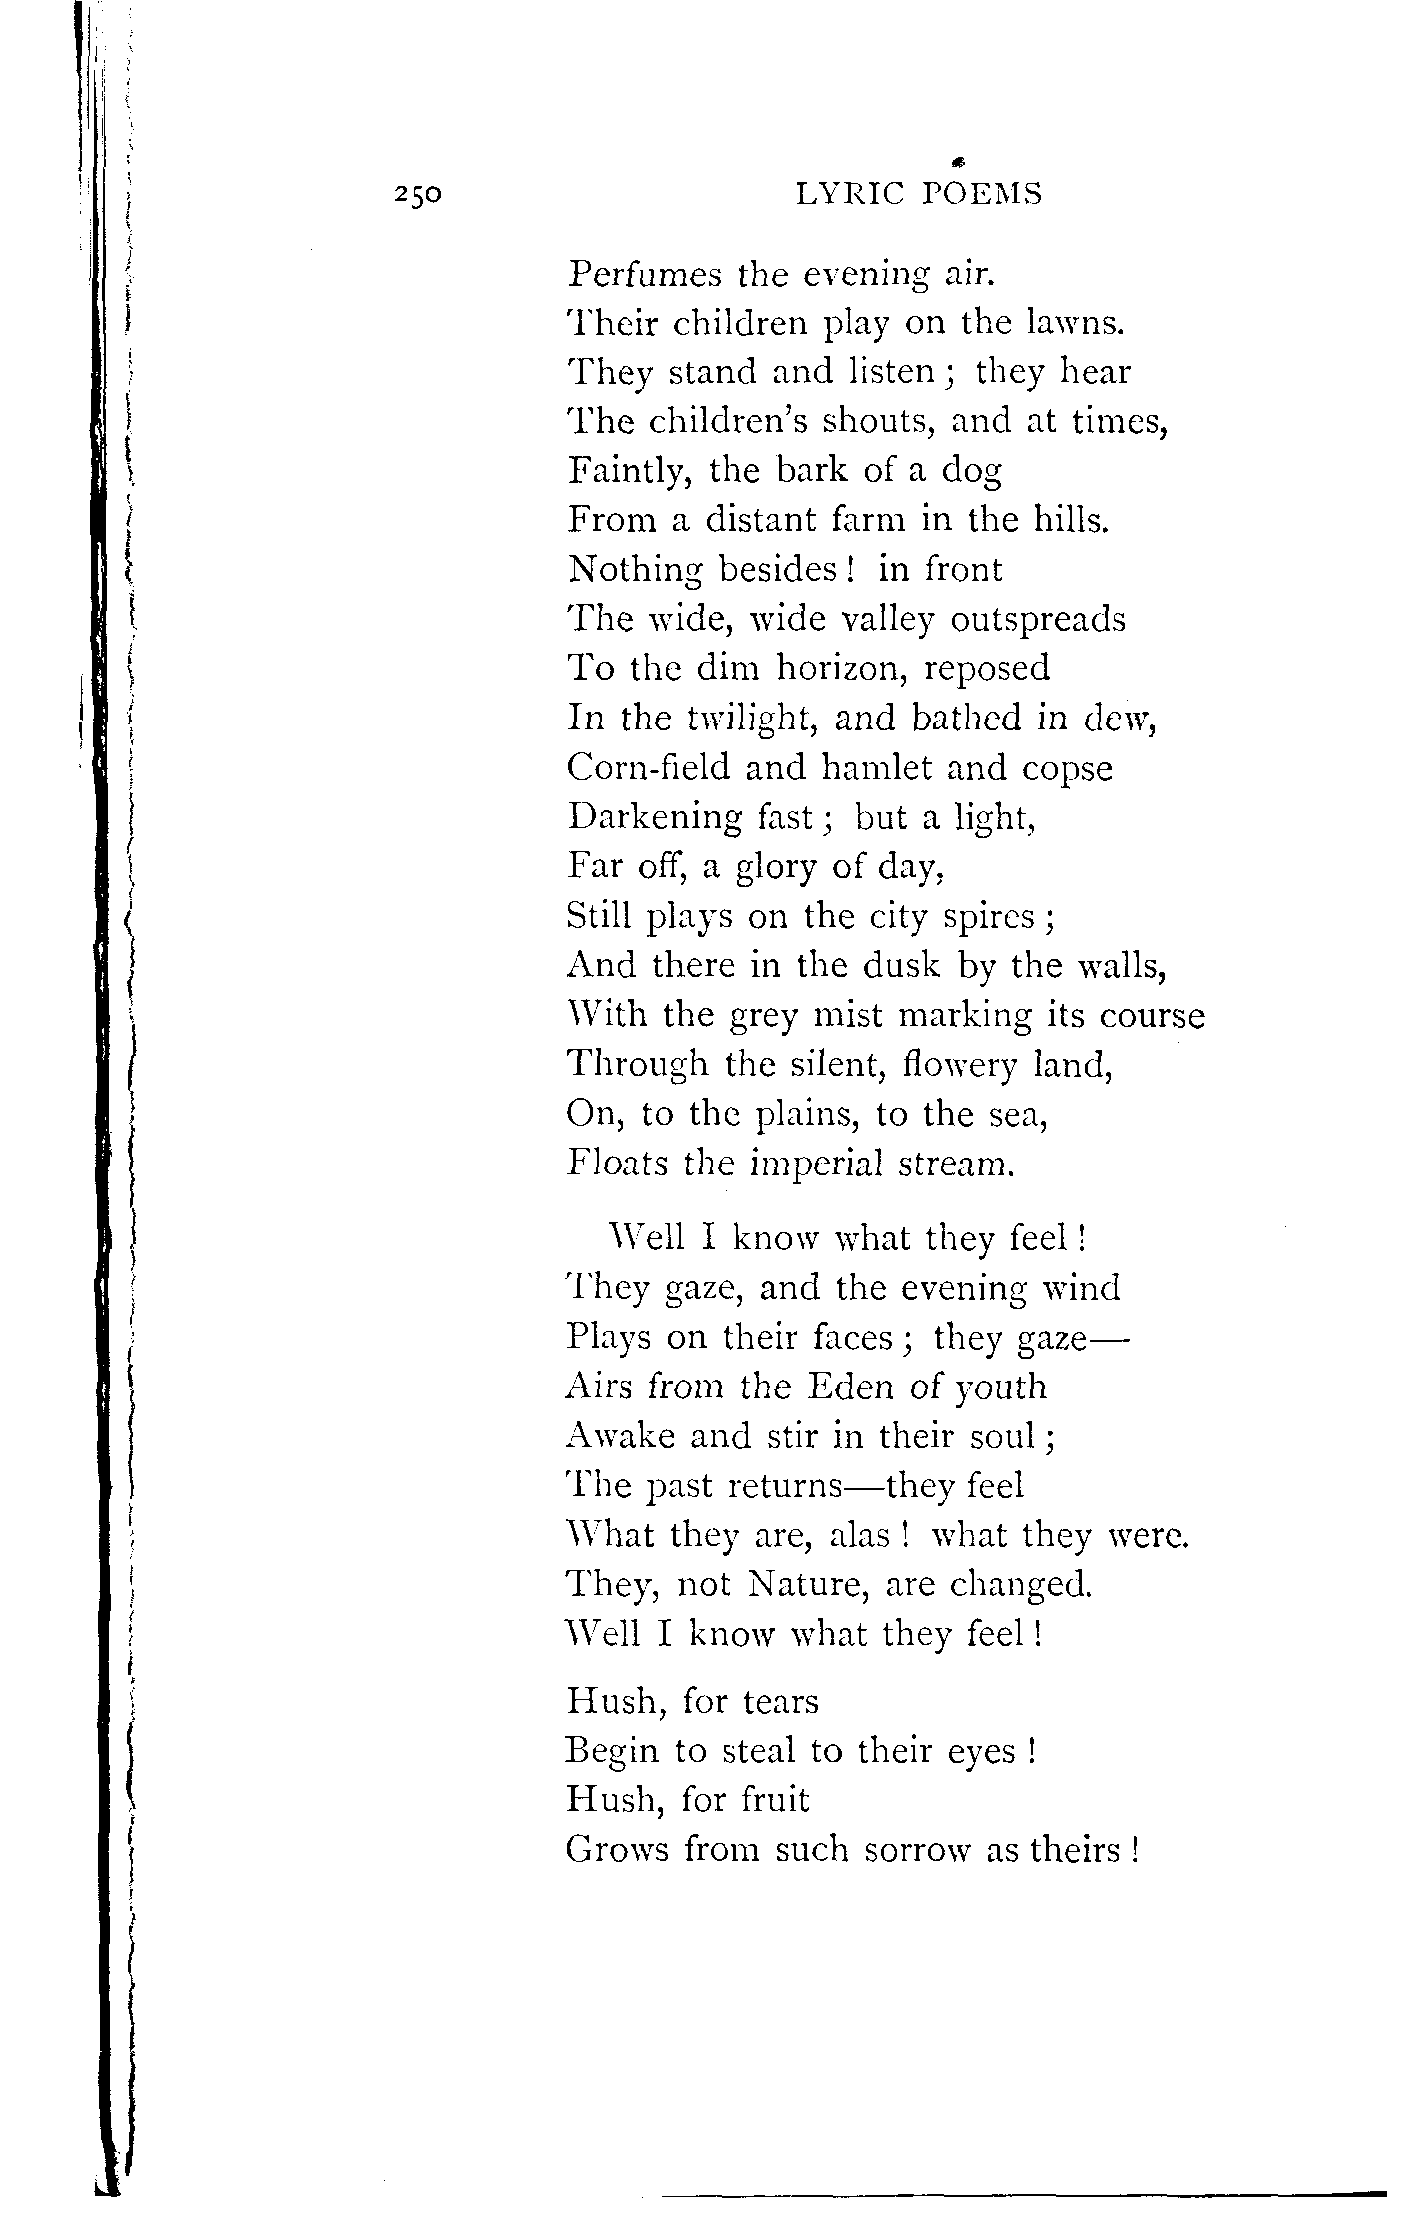 250 LYRIC POEMS
Perfumes the evening air.
Their children play on the lawns.
They stand and listen ; they hear
The children's shouts, and at times,
Faintly, the bark of a dog
From a distant farm in the hills.
Nothing besides ! in front
The wide, wide valley outspreads
To the dim horizon, reposed
In the twilight, and bathed in dew,
Corn-field and hamlet and copse
Darkening fast ; but a light,
Far off, a glory of day,
Still plays on the city spires ;
And there in the dusk by the walls,
With the grey mist marking its course
Through the silent, flowery land,
On, to the plains, to the sea,
Floats the imperial stream.
Well I know what they feel !
They gaze, and the evening wind
Plays on their faces ; they gaze—
Airs from the Eden of youth
Awake and stir in their soul ;
The past returns—they feel
What they are, alas ! what they were.
They, not Nature, are changed.
Well I know what they feel !
Hush, for tears
Begin to steal to their eyes !
Hush, for fruit
Grows from such sorrow as theirs !